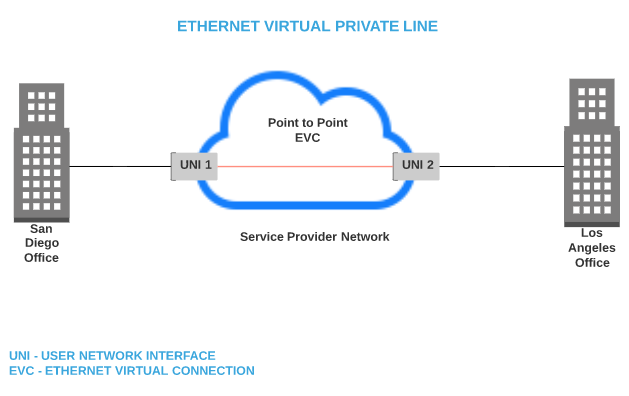 ETHERNET VIRTUAL PRIVATE LINE
Point to Point
EVC
UNI 1
UNI 2
San
Diego
Office
Service Provider Network
Los
Angeles
Office
UNI - USER NETWORK INTERFACE
EVC - ETHERNET VIRTUAL CONNECTION